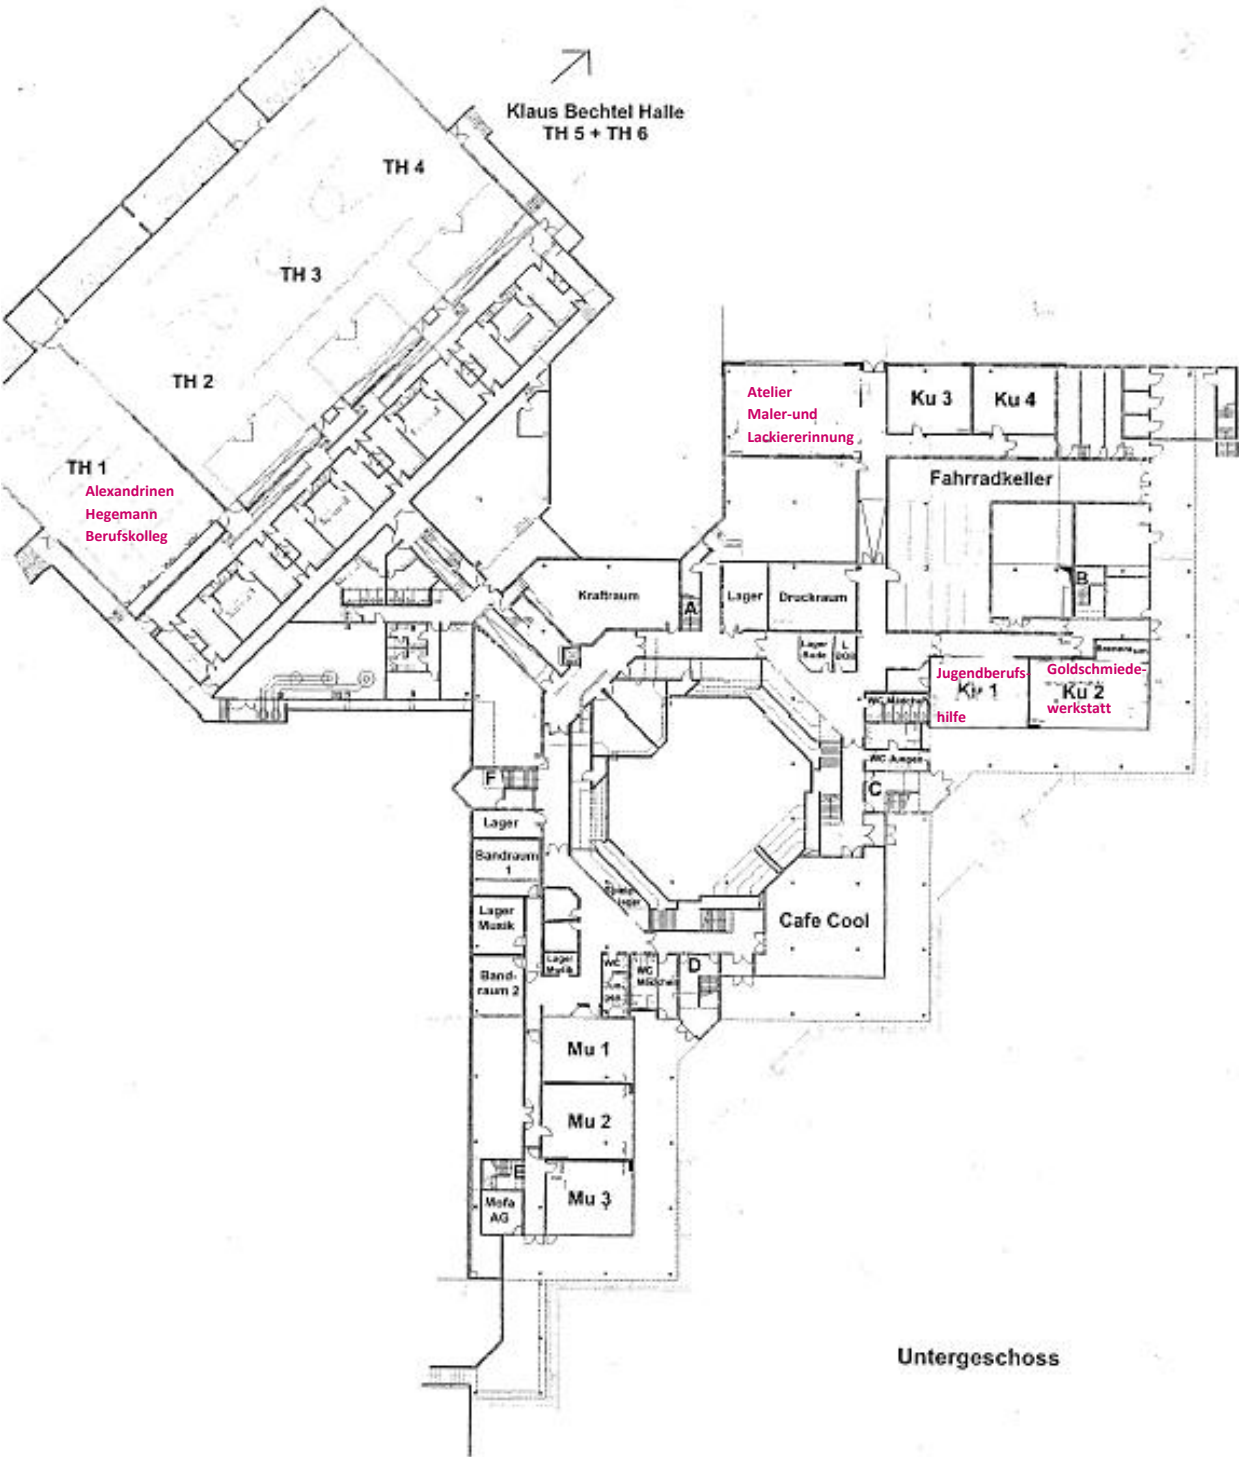 Klaus Bechtel Halle
TH 5 + TH 6
TH 4
TH 3
TH 2
TH 1
Alexandrinen
Hegemann
Berufskolleg
Atelier
Maler-und
Lackiererinnung
Ku 3
Ku 4
Fahrradkeller
Kraftraum
A
Lager
Druckraum
B
Lager
L
Jugendberufs-
Ku 1
hilfe
Goldschmiede-
Ku 2
werkstatt
WC Mädchen
WC Jungen
C
F
Lager
Bandraum
1
Lager
Musik
Band-
raum 2
lager
Lager
Musik
WC
WC
Mädchen
D
Cafe Cool
Mu 1
Mu 2
E
Mofa
AG
Mu 3
Untergeschoss